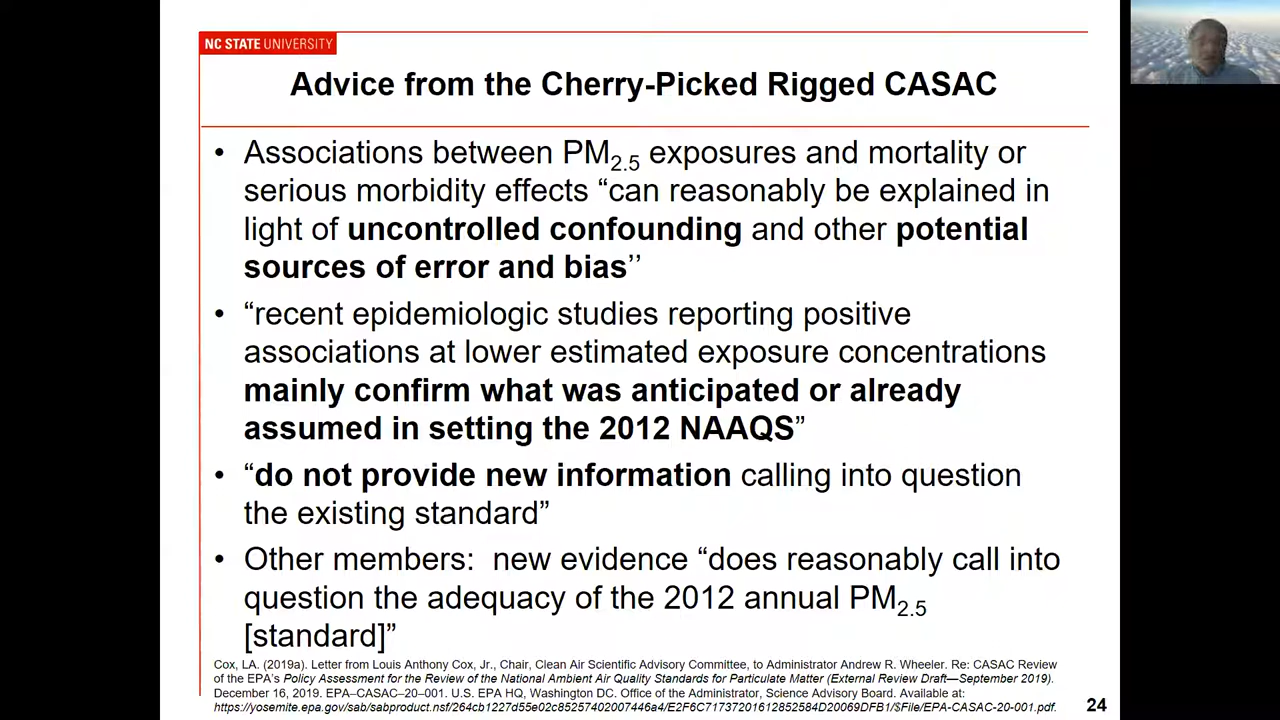 NC STATE UNIVERSITY
Advice from the Cherry-Picked Rigged CASAC
• Associations between PM2.5 exposures and mortality or
serious morbidity effects “can reasonably be explained in
light of uncontrolled confounding and other potential
sources of error and bias’’
• “recent epidemiologic studies reporting positive
associations at lower estimated exposure concentrations
mainly confirm what was anticipated or already
assumed in setting the 2012 NAAQS”
• “do not provide new information calling into question
the existing standard”
• Other members: new evidence “does reasonably call into
question the adequacy of the 2012 annual PM2.5
[standard]”
Cox, LA. (2019a). Letter from Louis Anthony Cox, Jr., Chair, Clean Air Scientific Advisory Committee, to Administrator Andrew R. Wheeler. Re: CASAC Review
of the EPA’s Policy Assessment for the Review of the National Ambient Air Quality Standards for Particulate Matter (External Review Draft—September 2019).
December 16, 2019. EPA–CASAC–20–001. U.S. EPA HQ, Washington DC. Office of the Administrator, Science Advisory Board. Available at:
https://yosemite.epa.gov/sab/sabproduct.nsf/264cb1227d55e02c85257402007446a4/E2F6C71737201612852584D20069DFB1/$File/EPA-CASAC-20-001.pdf.
24